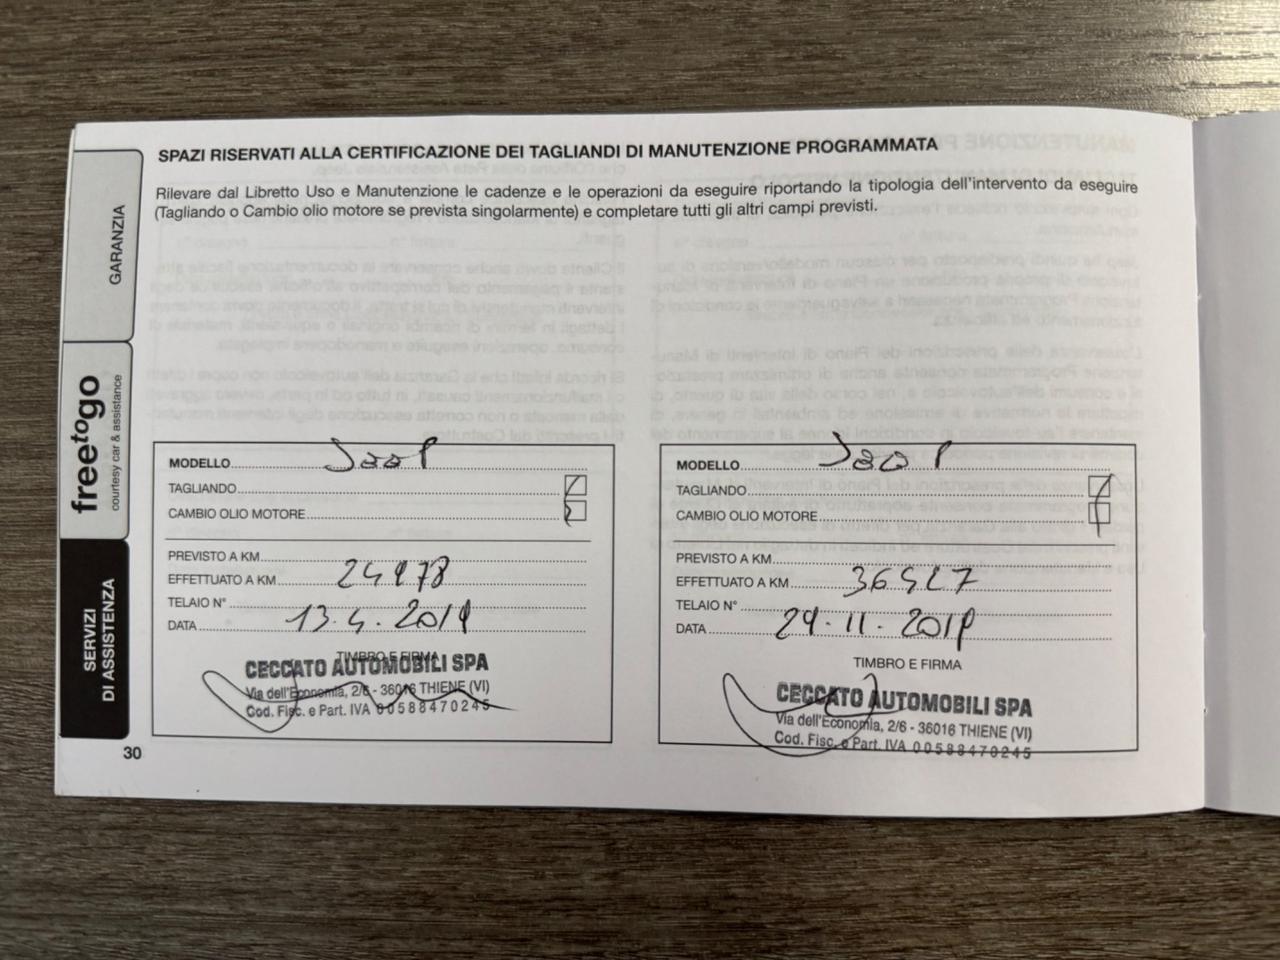 SPAZI RISERVATI ALLA CERTIFICAZIONE DEI TAGLIANDI DI MANUTENZIONE PROGRAMMATA
Rilevare dal Libretto Uso e Manutenzione le cadenze e le operazioni da eseguire riportando la tipologia dell'intervento da eseguire
(Tagliando o Cambio olio motore se prevista singolarmente) e completare tutti gli altri campi previsti.
GARANZIA
freetogo
courtesy car & assistance
SERVIZI
DI ASSISTENZA
MODELLO
TAGLIANDO
CAMBIO OLIO MOTORE
PREVISTO A KM
EFFETTUATO A KM
TELAIO N°
DATA 13.4.2019
TIMBRO E FIRMA
CECCATO AUTOMOBILI SPA
Via dell'Economia, 2/6 - 36016 THIENE (VI)
Cod. Fisc. e Part. IVA 00588470245
MODELLO
TAGLIANDO
CAMBIO OLIO MOTORE
PREVISTO A KM
EFFETTUATO A KM 36927
TELAIO N°
DATA 29.11.2019
TIMBRO E FIRMA
CECCATO AUTOMOBILI SPA
Via dell'Economia, 2/6 - 36016 THIENE (VI)
Cod. Fisc. e Part. IVA 00588470245
30